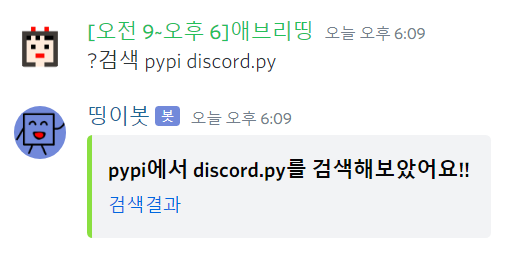 [오전 9~오후 6]애브리띵 오늘 오후 6:09
?검색 pypi discord.py
띵이봇 봇 오늘 오후 6:09
pypi에서 discord.py를 검색해보았어요!!
검색결과